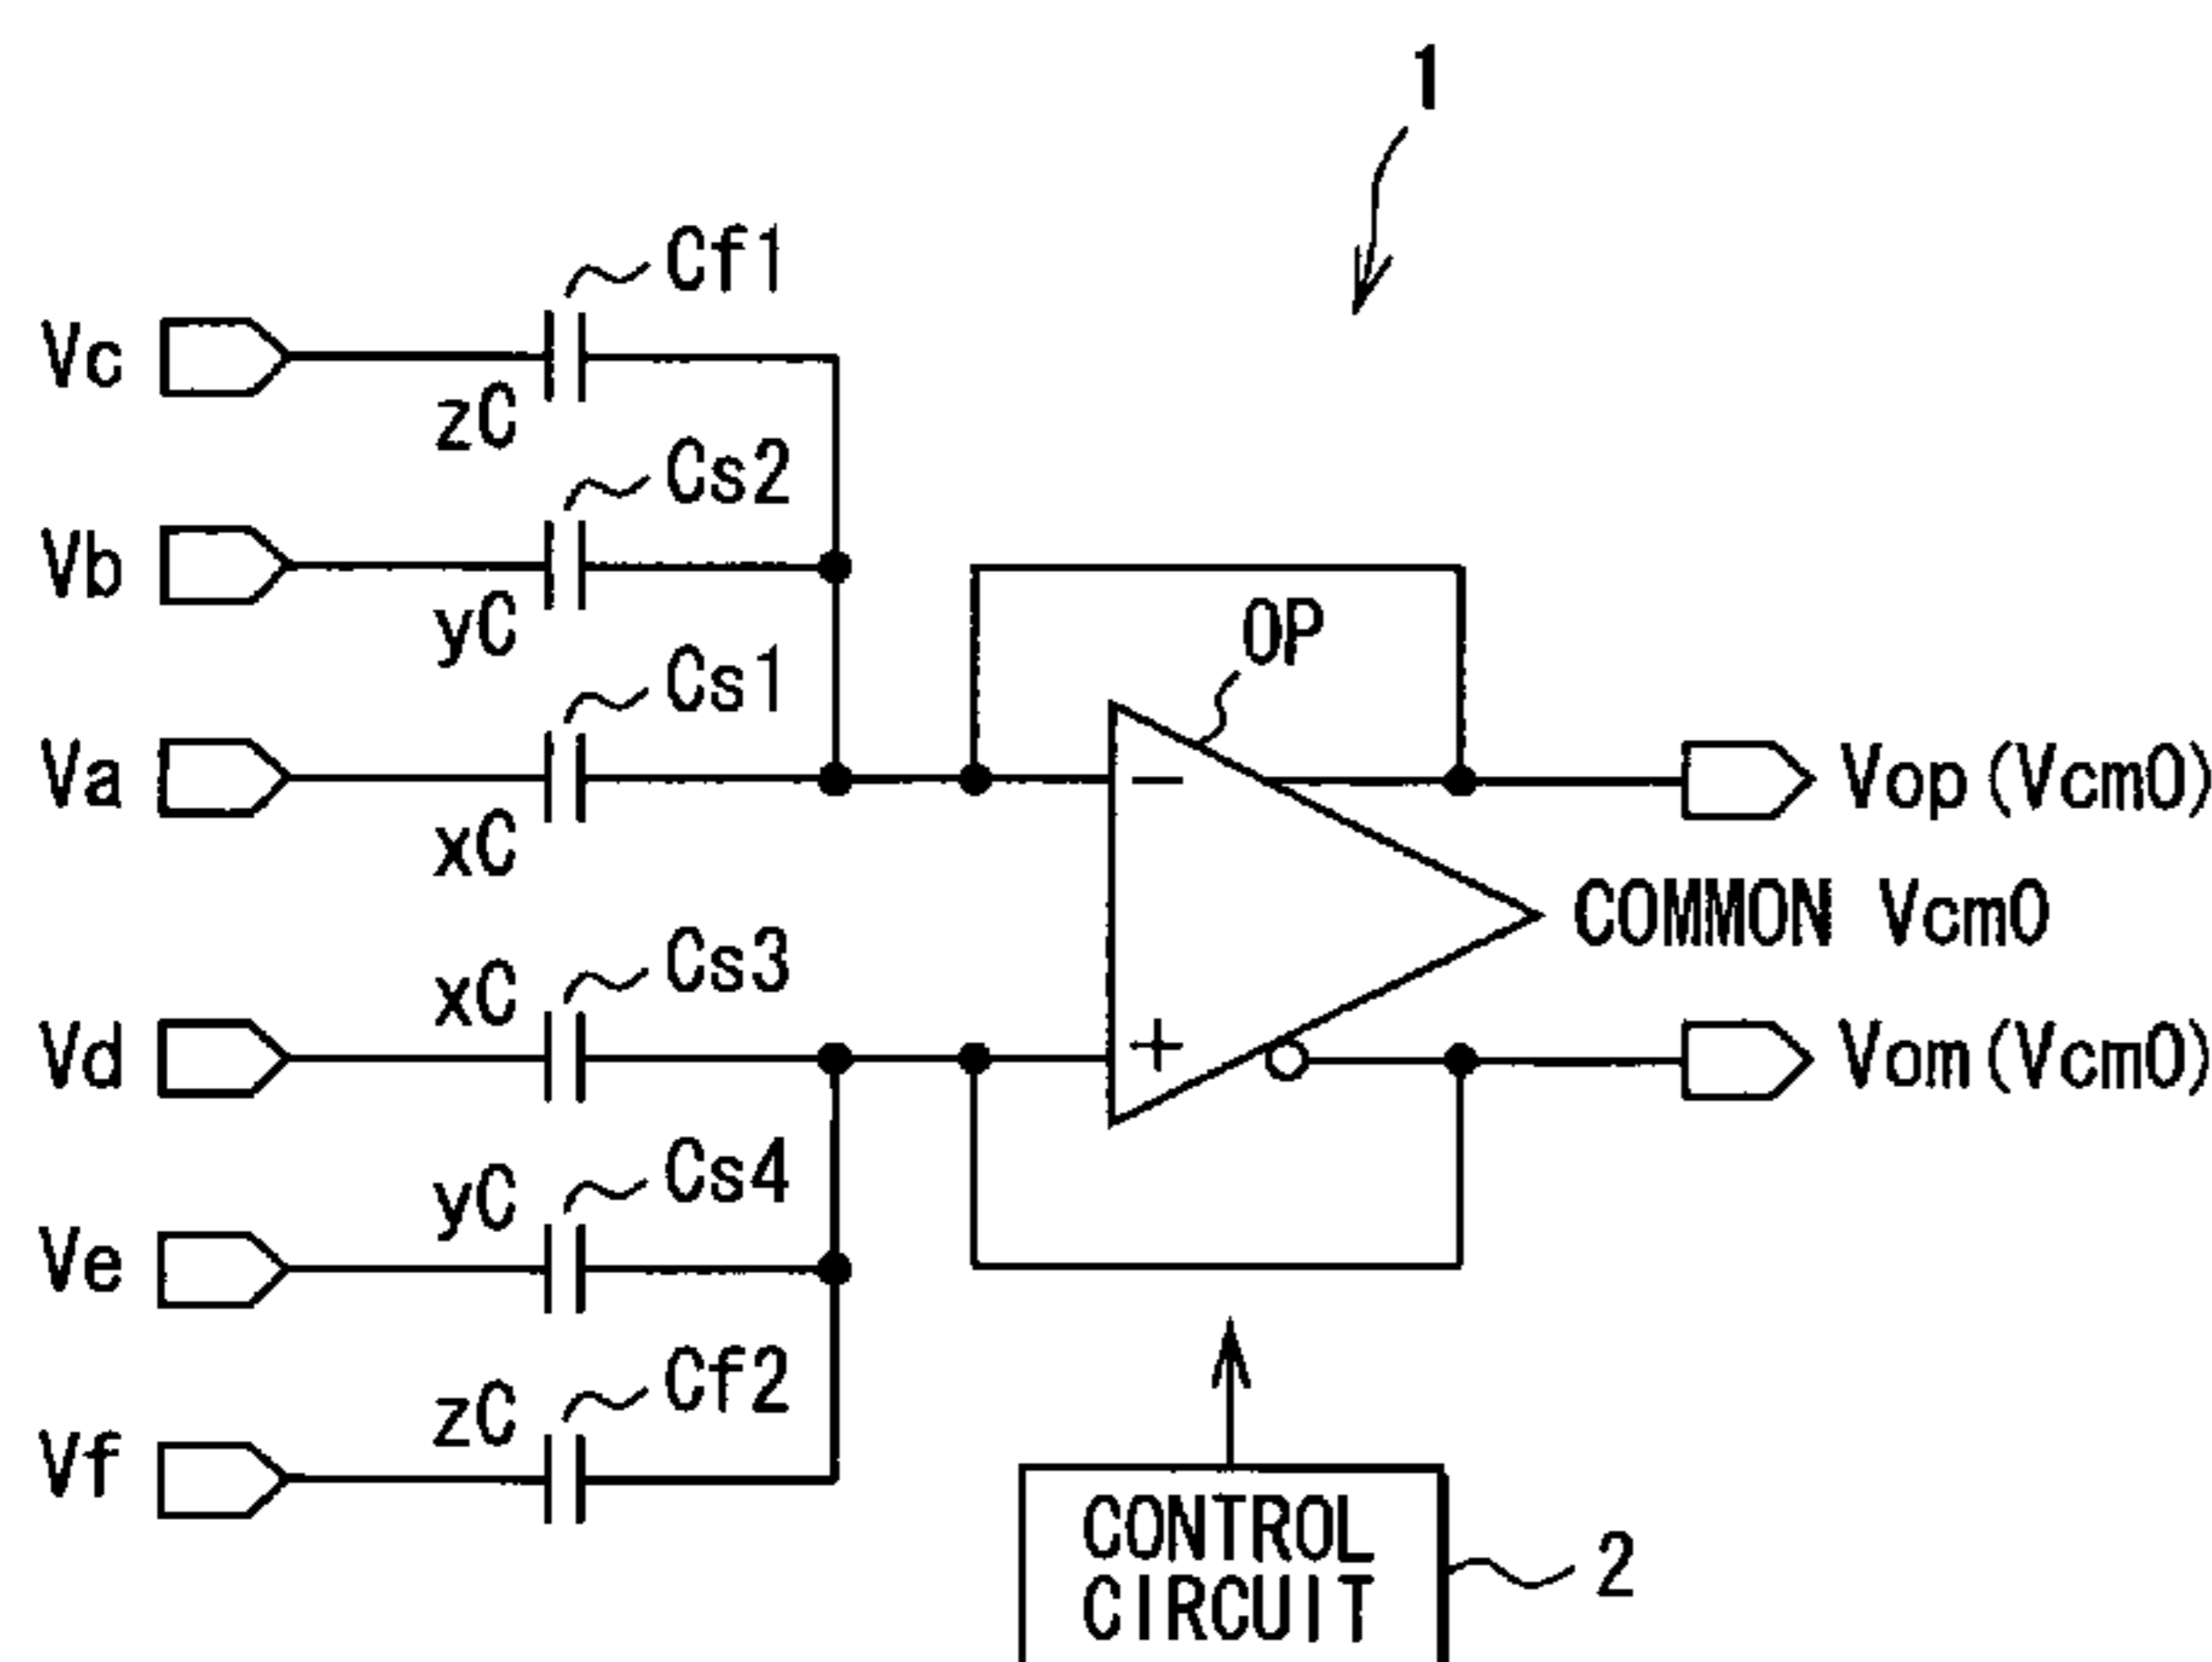 1
Cf1
Vc
zC
Cs2
Vb
yC
OP
Cs1
Va
xC
−
Vop (Vcm0)
COMMON Vcm0
Cs3
xC
Vd
+
Vom (Vcm0)
Cs4
yC
Ve
Cf2
zC
Vf
CONTROL
CIRCUIT
2